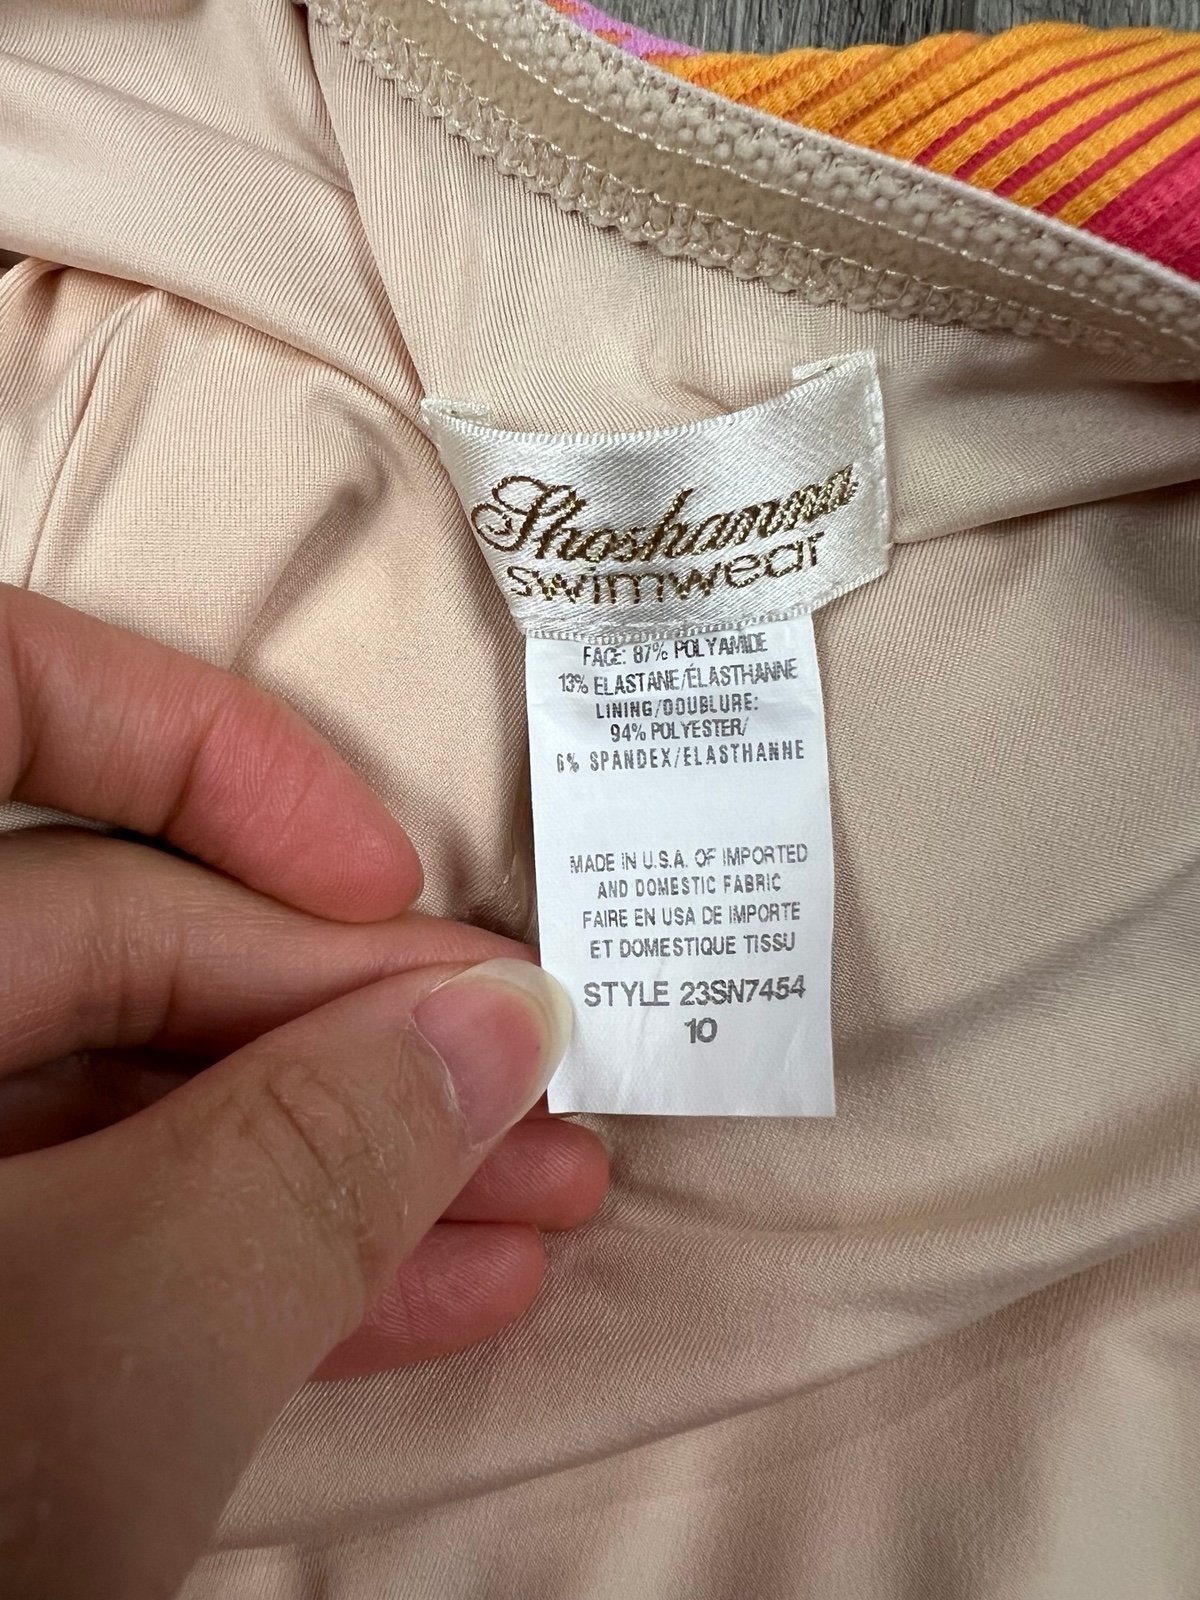 Shoshanna
swimwear
FACE: 87% POLYAMIDE
13% ELASTANE/ÉLASTHANNE
LINING/DOUBLURE:
94% POLYESTER/
6% SPANDEX/ELASTHANNE
MADE IN U.S.A. OF IMPORTED
AND DOMESTIC FABRIC
FAIRE EN USA DE IMPORTE
ET DOMESTIQUE TISSU
STYLE 23SN7454
10